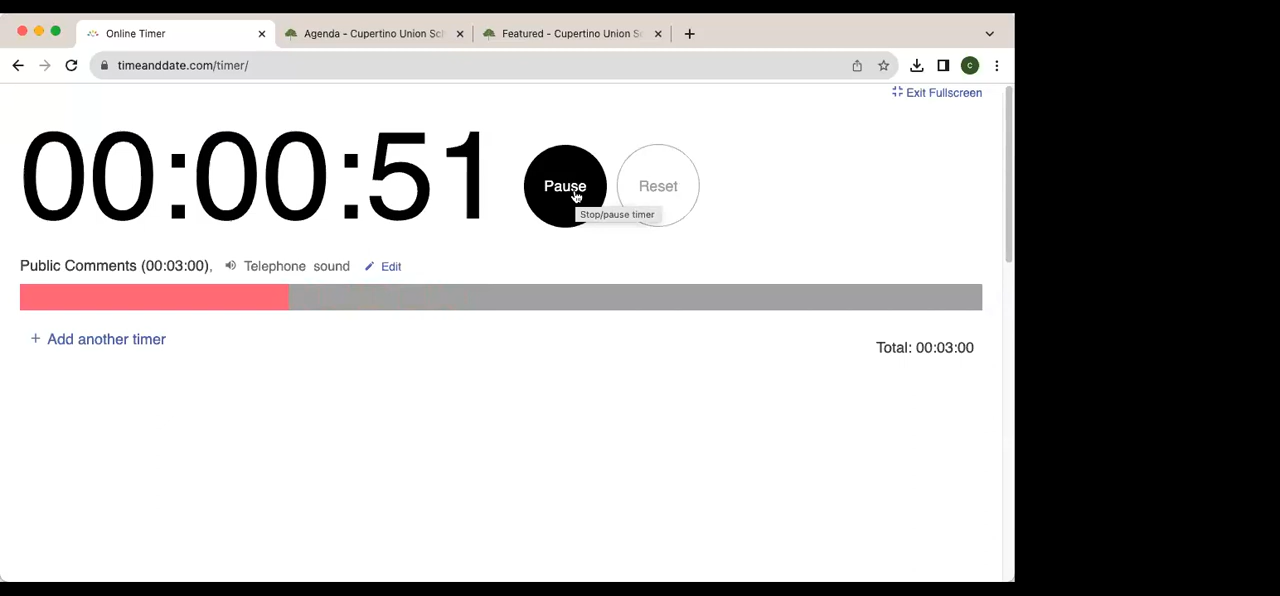 Online Timer
Agenda - Cupertino Union Sc
Featured - Cupertino Union S
timeanddate.com/timer/
C
Exit Fullscreen
00:00:51
Pause
Reset
Stop/pause timer
Public Comments (00:03:00), Telephone sound Edit
+ Add another timer
Total: 00:03:00